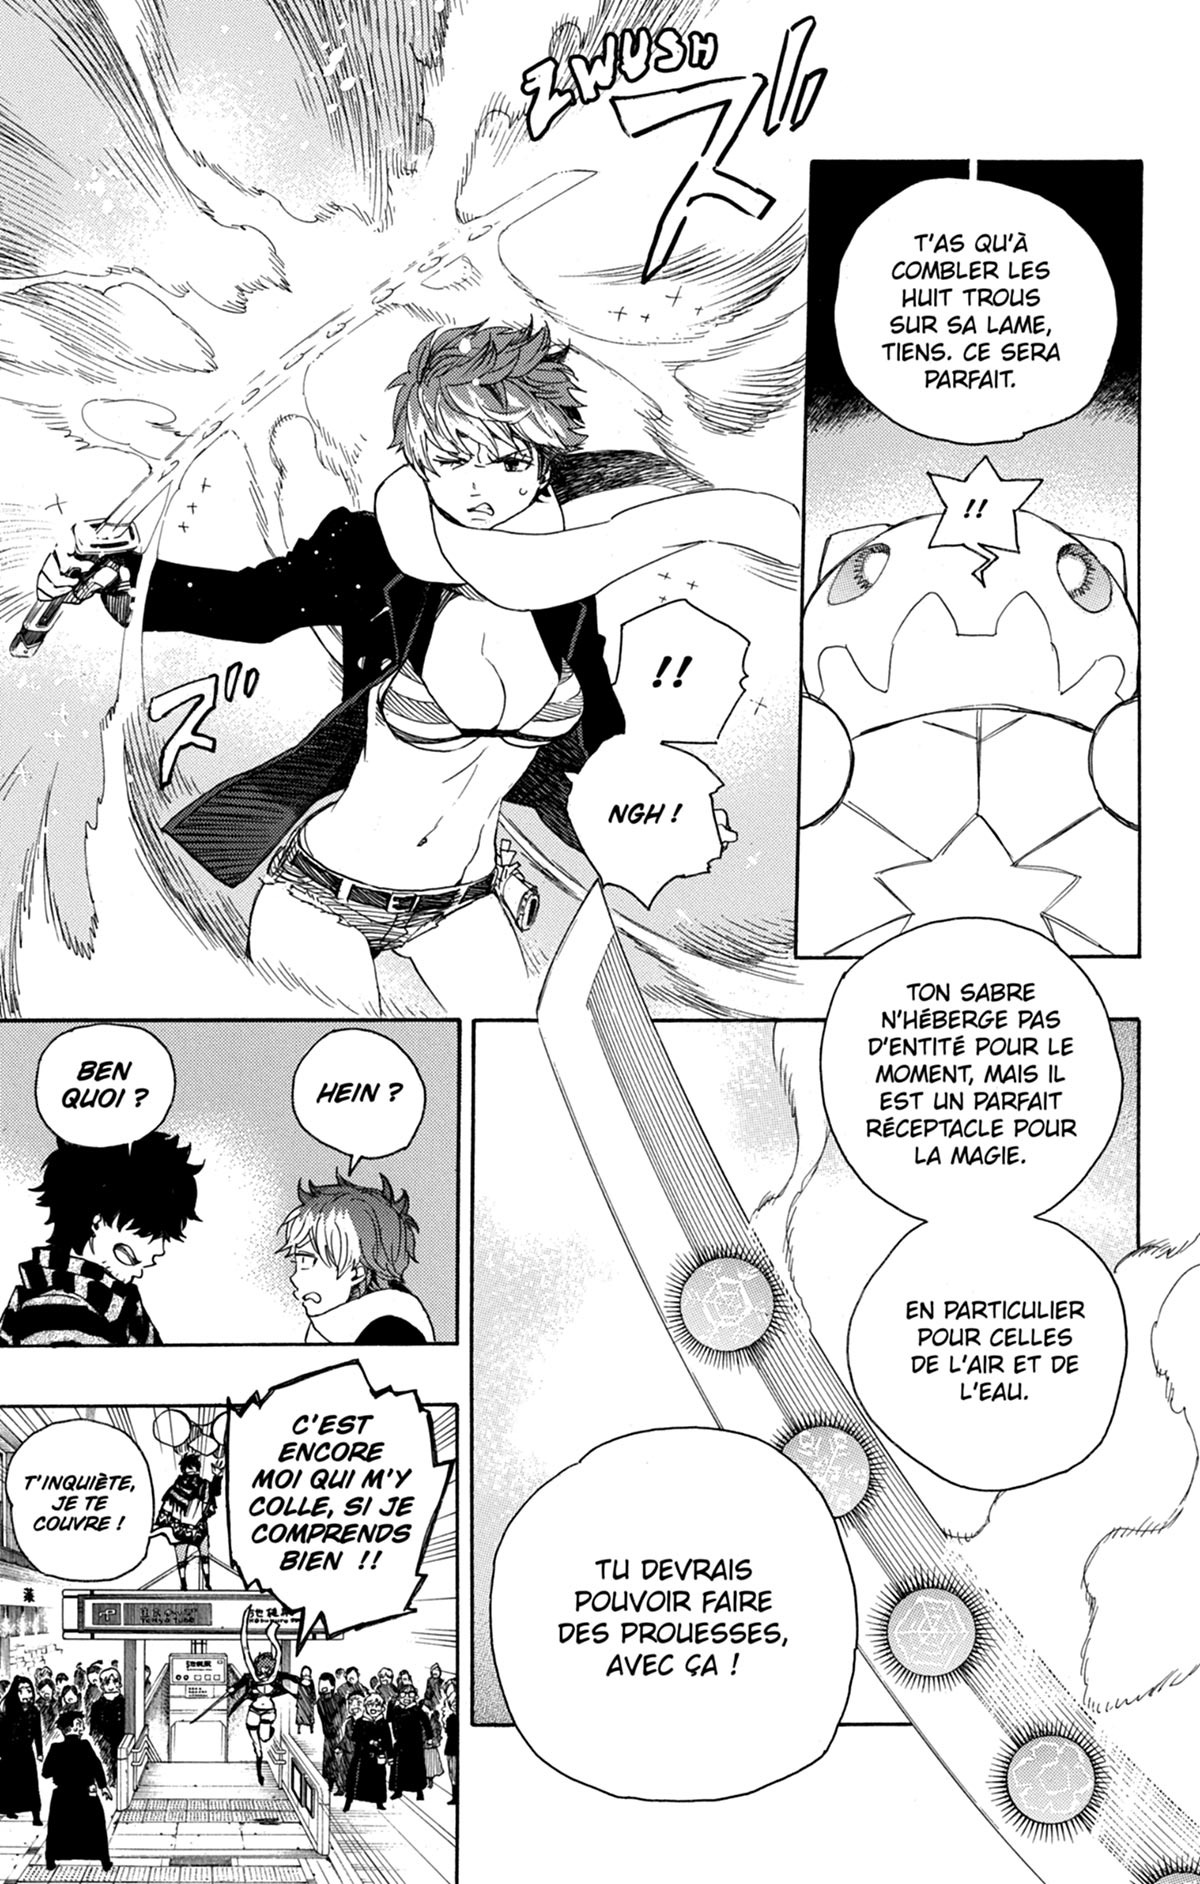 T'AS QU'À
COMBLER LES
HUIT TROUS
SUR SA LAME,
TIENS. CE SERA
PARFAIT.
!!
ZWUSH
ズ"
!!
NGH !
ズ"
TON SABRE
N'HÉBERGE PAS
D'ENTITÉ POUR LE
MOMENT, MAIS IL
EST UN PARFAIT
RÉCEPTACLE POUR
LA MAGIE.
EN PARTICULIER
POUR CELLES
DE L'AIR ET DE
L'EAU.
TU DEVRAIS
POUVOIR FAIRE
DES PROUESSES,
AVEC ÇA !
HEIN ?
BEN
QUOI ?
C'EST
ENCORE
MOI QUI M'Y
COLLE, SI JE
COMPRENDS
BIEN !!
T'INQUIÈTE,
JE TE
COUVRE !